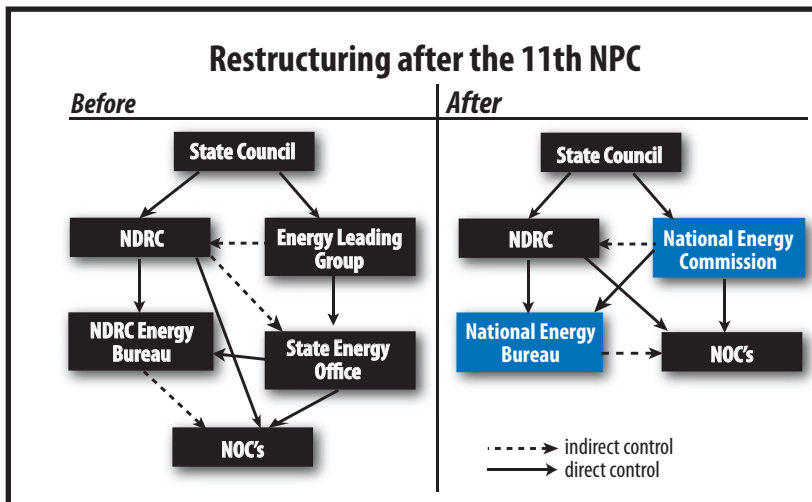 Restructuring after the 11th NPC
Before
State Council
NDRC
Energy Leading
Group
NDRC Energy
Bureau
State Energy
Office
NOC's
After
State Council
NDRC
National Energy
Commission
National Energy
Bureau
NOC's
indirect control
direct control